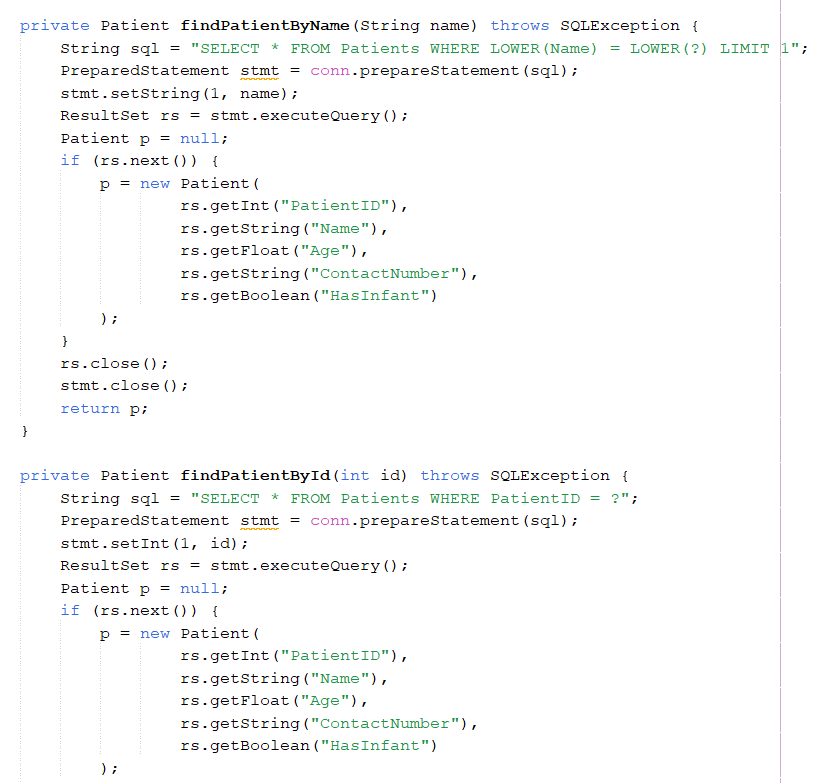 private Patient findPatientByName(String name) throws SQLException {
    String sql = "SELECT * FROM Patients WHERE LOWER(Name) = LOWER(?) LIMIT 1";
    PreparedStatement stmt = conn.prepareStatement(sql);
    stmt.setString(1, name);
    ResultSet rs = stmt.executeQuery();
    Patient p = null;
    if (rs.next()) {
        p = new Patient(
                rs.getInt("PatientID"),
                rs.getString("Name"),
                rs.getFloat("Age"),
                rs.getString("ContactNumber"),
                rs.getBoolean("HasInfant")
        );
    }
    rs.close();
    stmt.close();
    return p;
}

private Patient findPatientById(int id) throws SQLException {
    String sql = "SELECT * FROM Patients WHERE PatientID = ?";
    PreparedStatement stmt = conn.prepareStatement(sql);
    stmt.setInt(1, id);
    ResultSet rs = stmt.executeQuery();
    Patient p = null;
    if (rs.next()) {
        p = new Patient(
                rs.getInt("PatientID"),
                rs.getString("Name"),
                rs.getFloat("Age"),
                rs.getString("ContactNumber"),
                rs.getBoolean("HasInfant")
        );